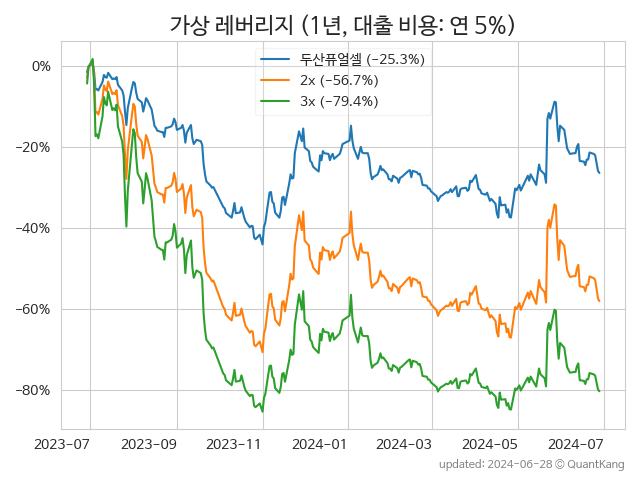 가상 레버리지 (1년, 대출 비용: 연 5%)
두산퓨얼셀 (−25.3%)
2x (−56.7%)
3x (−79.4%)
0%
−20%
−40%
−60%
−80%
2023-07 2023-09 2023-11 2024-01 2024-03 2024-05 2024-07
updated: 2024-06-28 © QuantKang